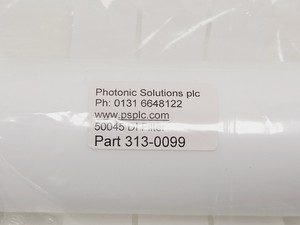 Photonic Solutions plc
Ph: 0131 6648122
www.psplc.com
50045 DI Filter
Part 313-0099